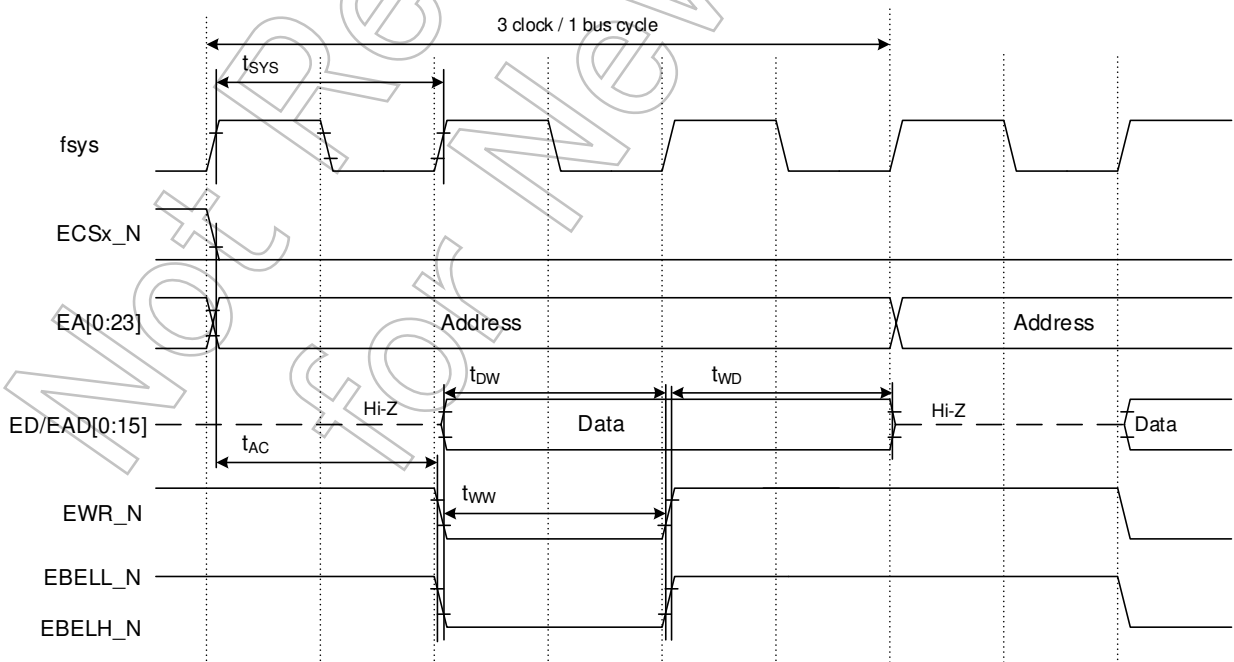 3 clock / 1 bus cycle
tSYS
fsys
ECSx_N
EA[0:23] Address Address
tDW tWD
ED/EAD[0:15] Hi-Z Data Hi-Z Data
tAC
EWR_N tWW
EBELL_N
EBELH_N
Not Re
for New